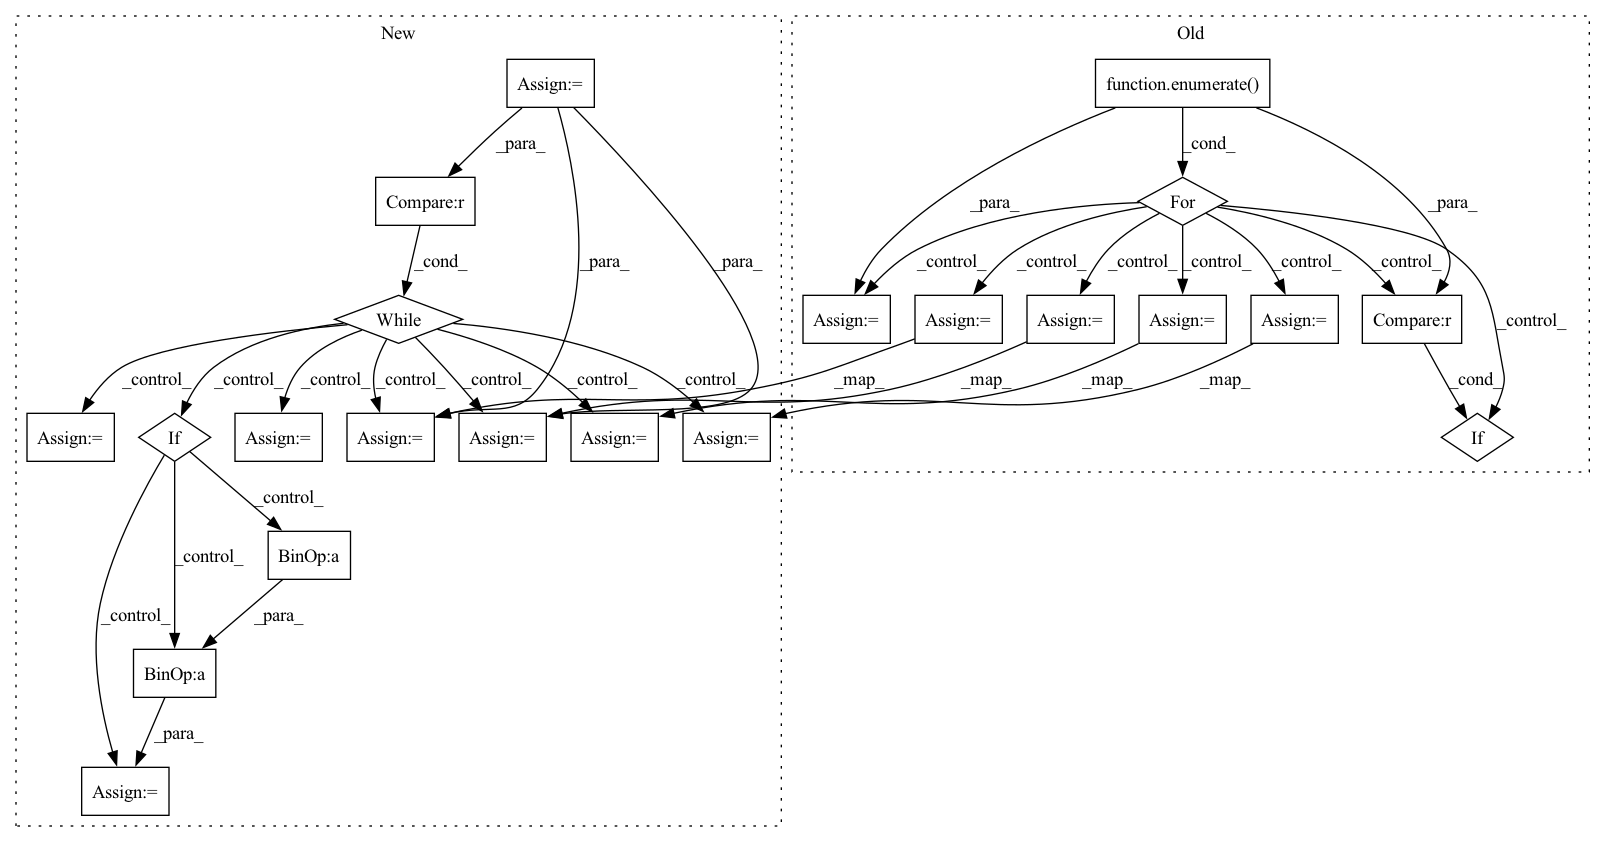 New
Old
Assign:=
function.enumerate()
_para_
_cond_
Compare:r
For
_para_
_para_
_cond_
_para_
_para_
_control_
_control_
_control_
_control_
_control_
_control_
While
Assign:=
Assign:=
Assign:=
Assign:=
Assign:=
Compare:r
_control_
_control_
_control_
_control_
_control_
_control_
_control_
_map_
_map_
_map_
_map_
_cond_
Assign:=
If
Assign:=
Assign:=
Assign:=
Assign:=
Assign:=
If
_control_
_control_
BinOp:a
_control_
_para_
BinOp:a
_para_
Assign:=